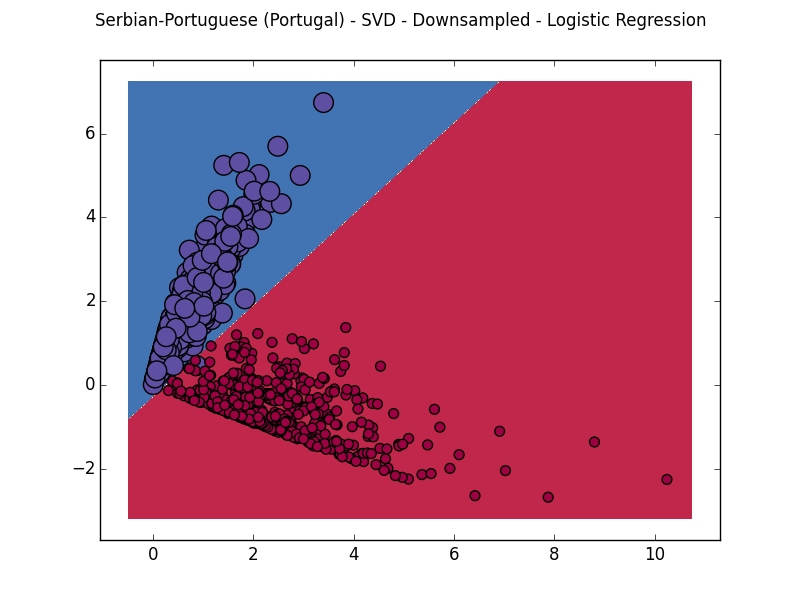 Serbian-Portuguese (Portugal) - SVD - Downsampled - Logistic Regression
6
4
2
0
−2
0 2 4 6 8 10